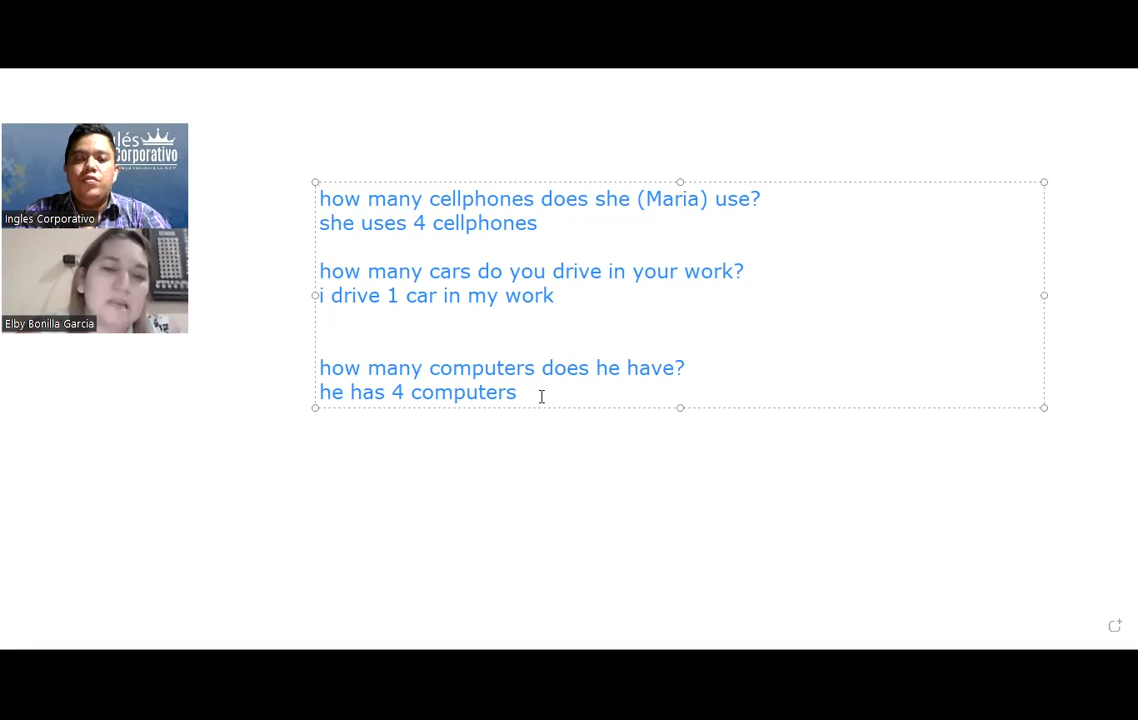 lés
Corporativo
Ingles Corporativo
Elby Bonilla Garcia
how many cellphones does she (Maria) use?
she uses 4 cellphones
how many cars do you drive in your work?
i drive 1 car in my work
how many computers does he have?
he has 4 computers